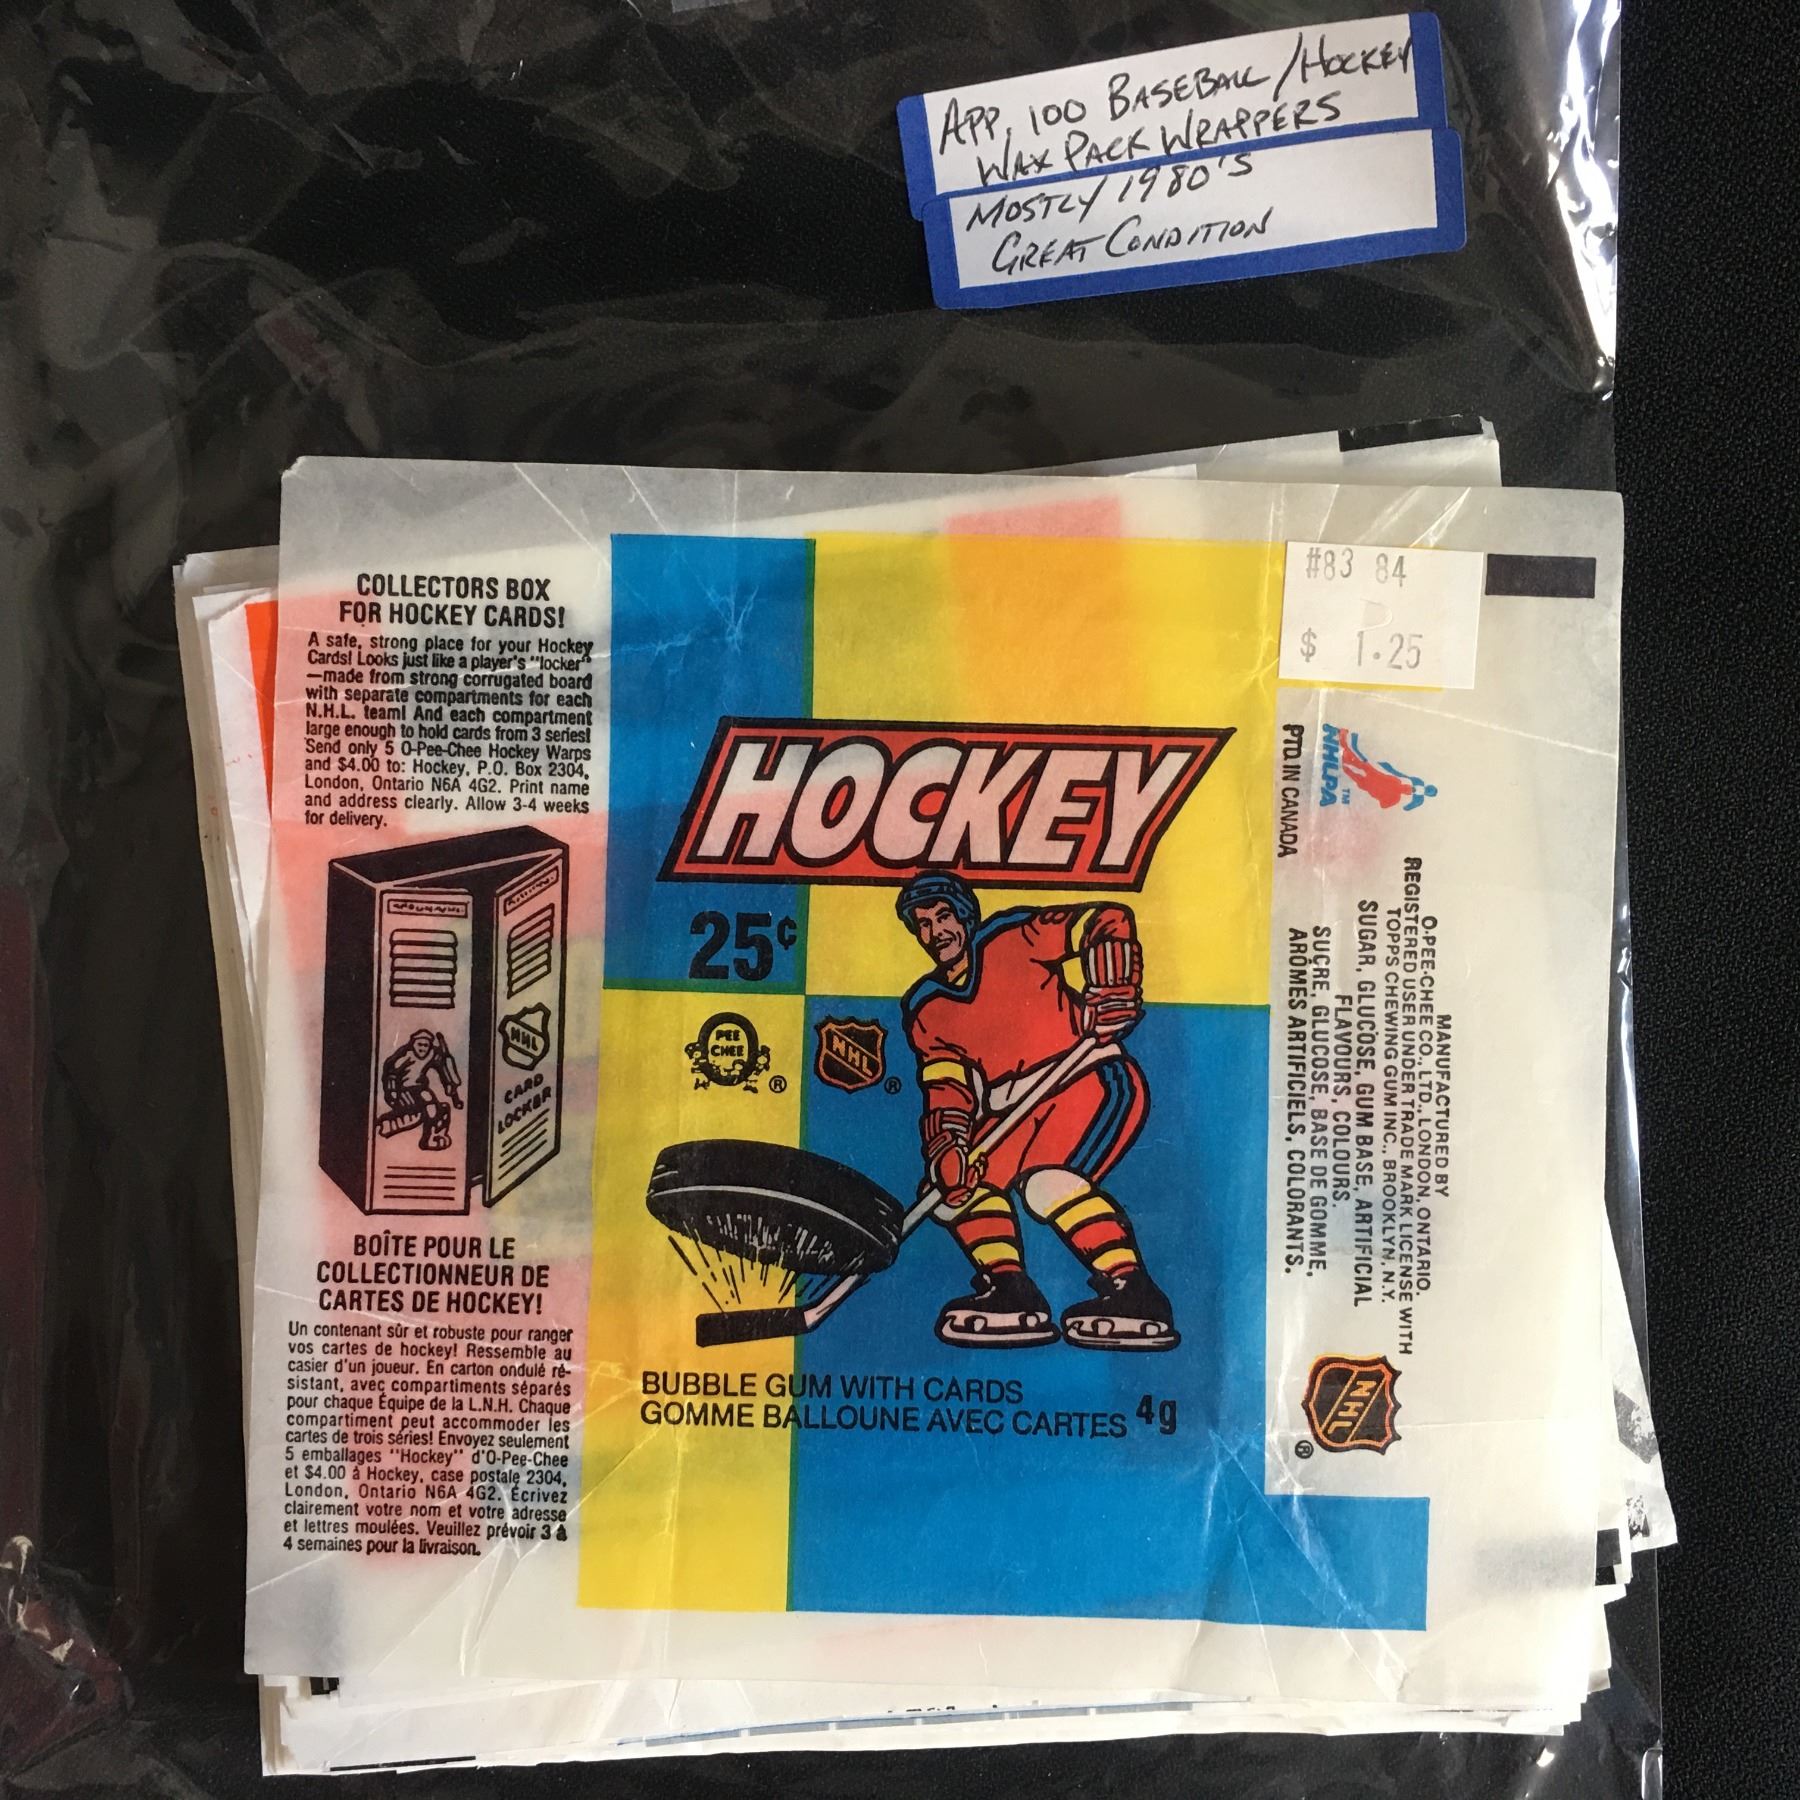 APP. 100 BASEBALL/HOCKEY
WAX PACK WRAPPERS
MOSTLY 1980'S
GREAT CONDITION
COLLECTORS BOX
FOR HOCKEY CARDS!
A safe, strong place for your Hockey
Cards! Looks just like a player's "locker"
—made from strong corrugated board
with separate compartments for each
N.H.L. team! And each compartment
large enough to hold cards from 3 series!
Send only 5 O-Pee-Chee Hockey Warps
and $4.00 to: Hockey, P.O. Box 2304,
London, Ontario N6A 4G2. Print name
and address clearly. Allow 3-4 weeks
for delivery.
NHL
CARD
LOCKER
BOÎTE POUR LE
COLLECTIONNEUR DE
CARTES DE HOCKEY!
Un contenant sûr et robuste pour ranger
vos cartes de hockey! Ressemble au
casier d'un joueur. En carton ondulé ré-
sistant, avec compartiments séparés
pour chaque Équipe de la L.N.H. Chaque
compartiment peut accommoder les
cartes de trois séries! Envoyez seulement
5 emballages "Hockey" d'O-Pee-Chee
et $4.00 à Hockey, case postale 2304,
London, Ontario N6A 4G2. Écrivez
clairement votre nom et votre adresse
et lettres moulées. Veuillez prévoir 3 à
4 semaines pour la livraison.
HOCKEY
25¢
PEE
CHEE
®
NHL
®
BUBBLE GUM WITH CARDS
GOMME BALLOUNE AVEC CARTES 4g
#83 84
$ 1.25
NHLPA
TM
PTD. IN CANADA
MANUFACTURED BY
O-PEE-CHEE CO., LTD., LONDON, ONTARIO.
REGISTERED USER UNDER TRADE MARK LICENSE WITH
TOPPS CHEWING GUM INC., BROOKLYN, N.Y.
SUGAR, GLUCOSE, GUM BASE, ARTIFICIAL
FLAVOURS, COLOURS.
SUCRE, GLUCOSE, BASE DE GOMME,
ARÔMES ARTIFICIELS, COLORANTS.
NHL
®